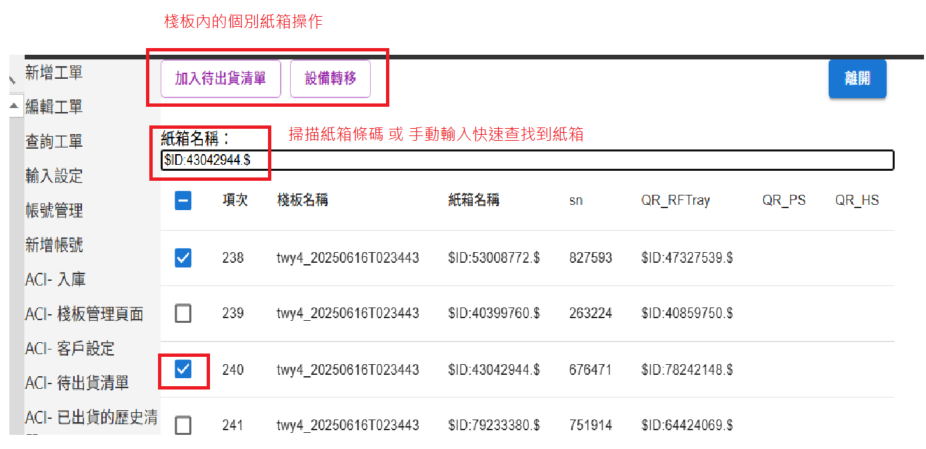 棧板內的個別紙箱操作
加入待出貨清單 設備轉移 離開
新增工單
編輯工單
查詢工單
輸入設定
帳號管理
新增帳號
ACI- 入庫
ACI- 棧板管理頁面
ACI- 客戶設定
ACI- 待出貨清單
ACI- 已出貨的歷史清
紙箱名稱： 掃描紙箱條碼 或 手動輸入快速查找到紙箱
$ID:43042944.$
項次 棧板名稱 紙箱名稱 sn QR_RFTray QR_PS QR_HS
238 twy4_20250616T023443 $ID:53008772.$ 827593 $ID:47327539.$
239 twy4_20250616T023443 $ID:40399760.$ 263224 $ID:40859750.$
240 twy4_20250616T023443 $ID:43042944.$ 676471 $ID:78242148.$
241 twy4_20250616T023443 $ID:79233380.$ 751914 $ID:64424069.$